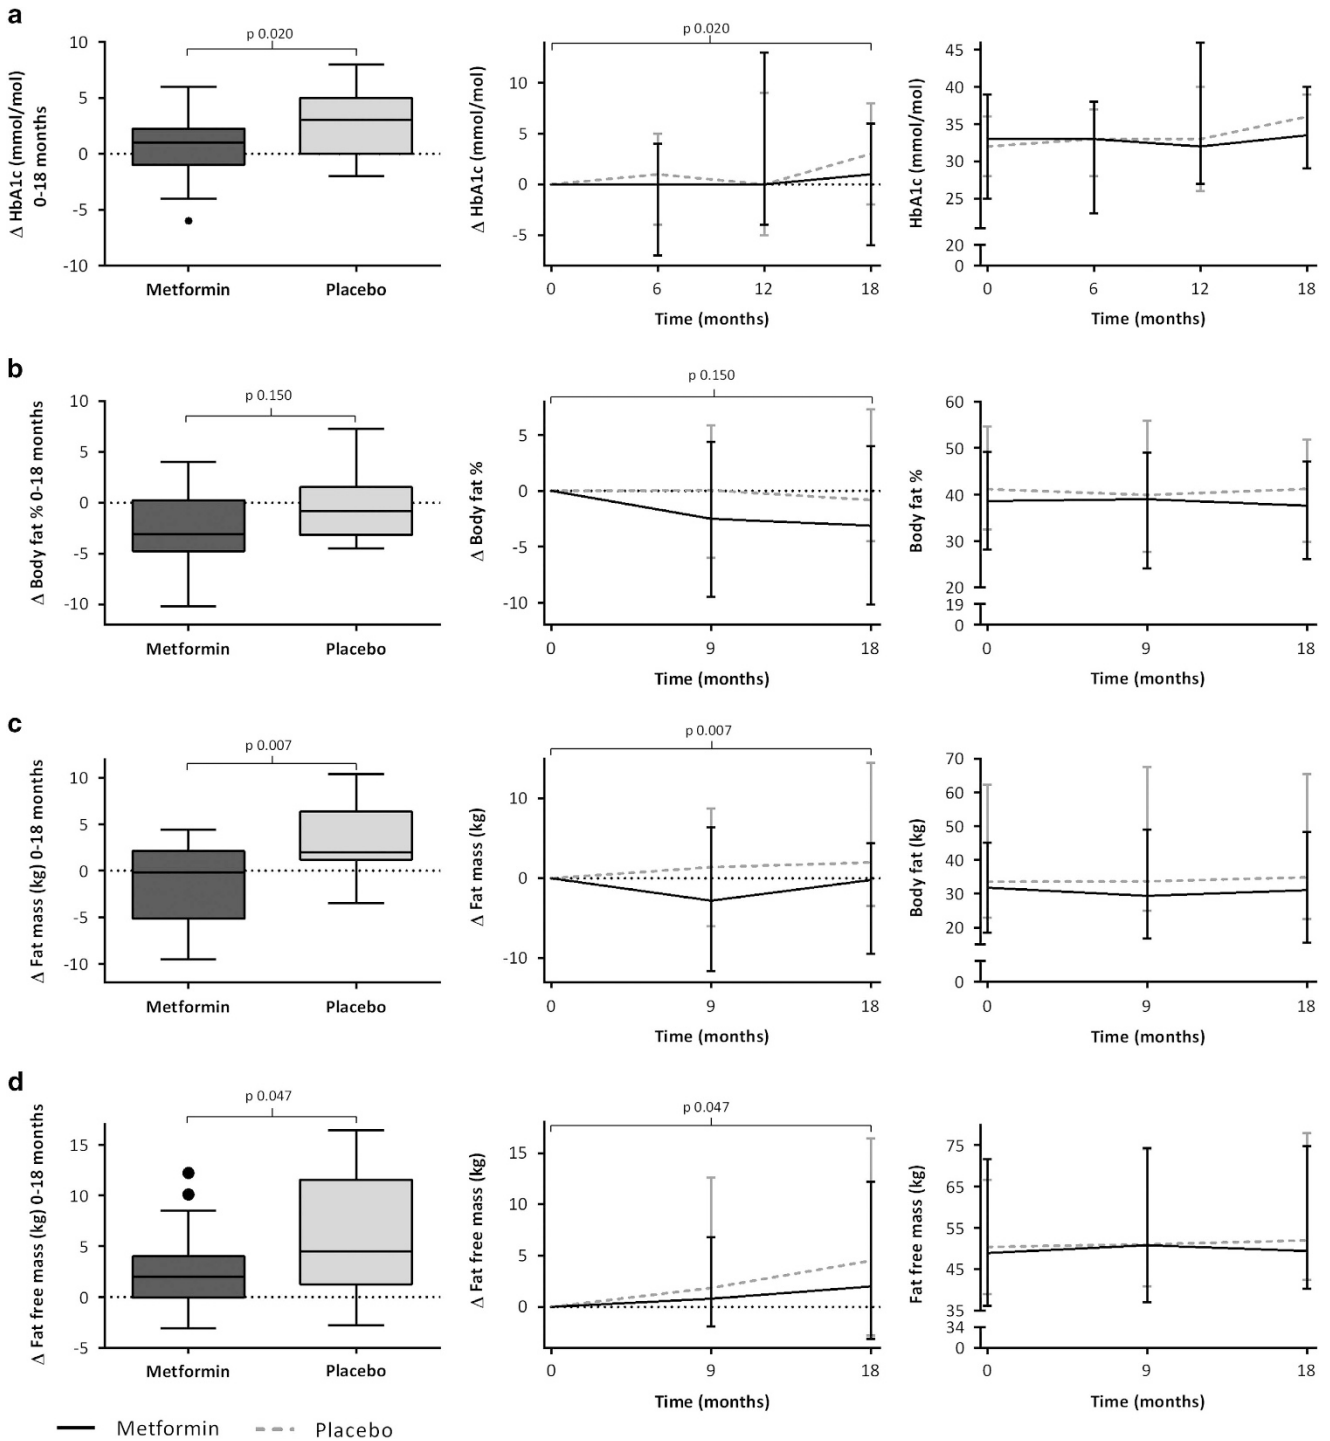 a
p 0.020
Δ HbA1c (mmol/mol)
0-18 months
10
5
0
-5
-10
Metformin
Placebo
p 0.020
Δ HbA1c (mmol/mol)
10
5
0
-5
0 6 12 18
Time (months)
HbA1c (mmol/mol)
45
40
35
30
25
20
0
0 6 12 18
Time (months)
b
p 0.150
Δ Body fat % 0-18 months
10
5
0
-5
-10
Metformin
Placebo
p 0.150
Δ Body fat %
5
0
-5
-10
0 9 18
Time (months)
Body fat %
60
50
40
30
20
19
0
0 9 18
Time (months)
c
p 0.007
Δ Fat mass (kg) 0-18 months
10
5
0
-5
-10
Metformin
Placebo
p 0.007
Δ Fat mass (kg)
10
0
-10
0 9 18
Time (months)
Body fat (kg)
70
60
50
40
30
20
0
0 9 18
Time (months)
d
p 0.047
Δ Fat free mass (kg) 0-18 months
15
10
5
0
-5
Metformin
Placebo
p 0.047
Δ Fat free mass (kg)
15
10
5
0
0 9 18
Time (months)
Fat free mass (kg)
75
65
55
45
35
34
0
0 9 18
Time (months)
Metformin
Placebo